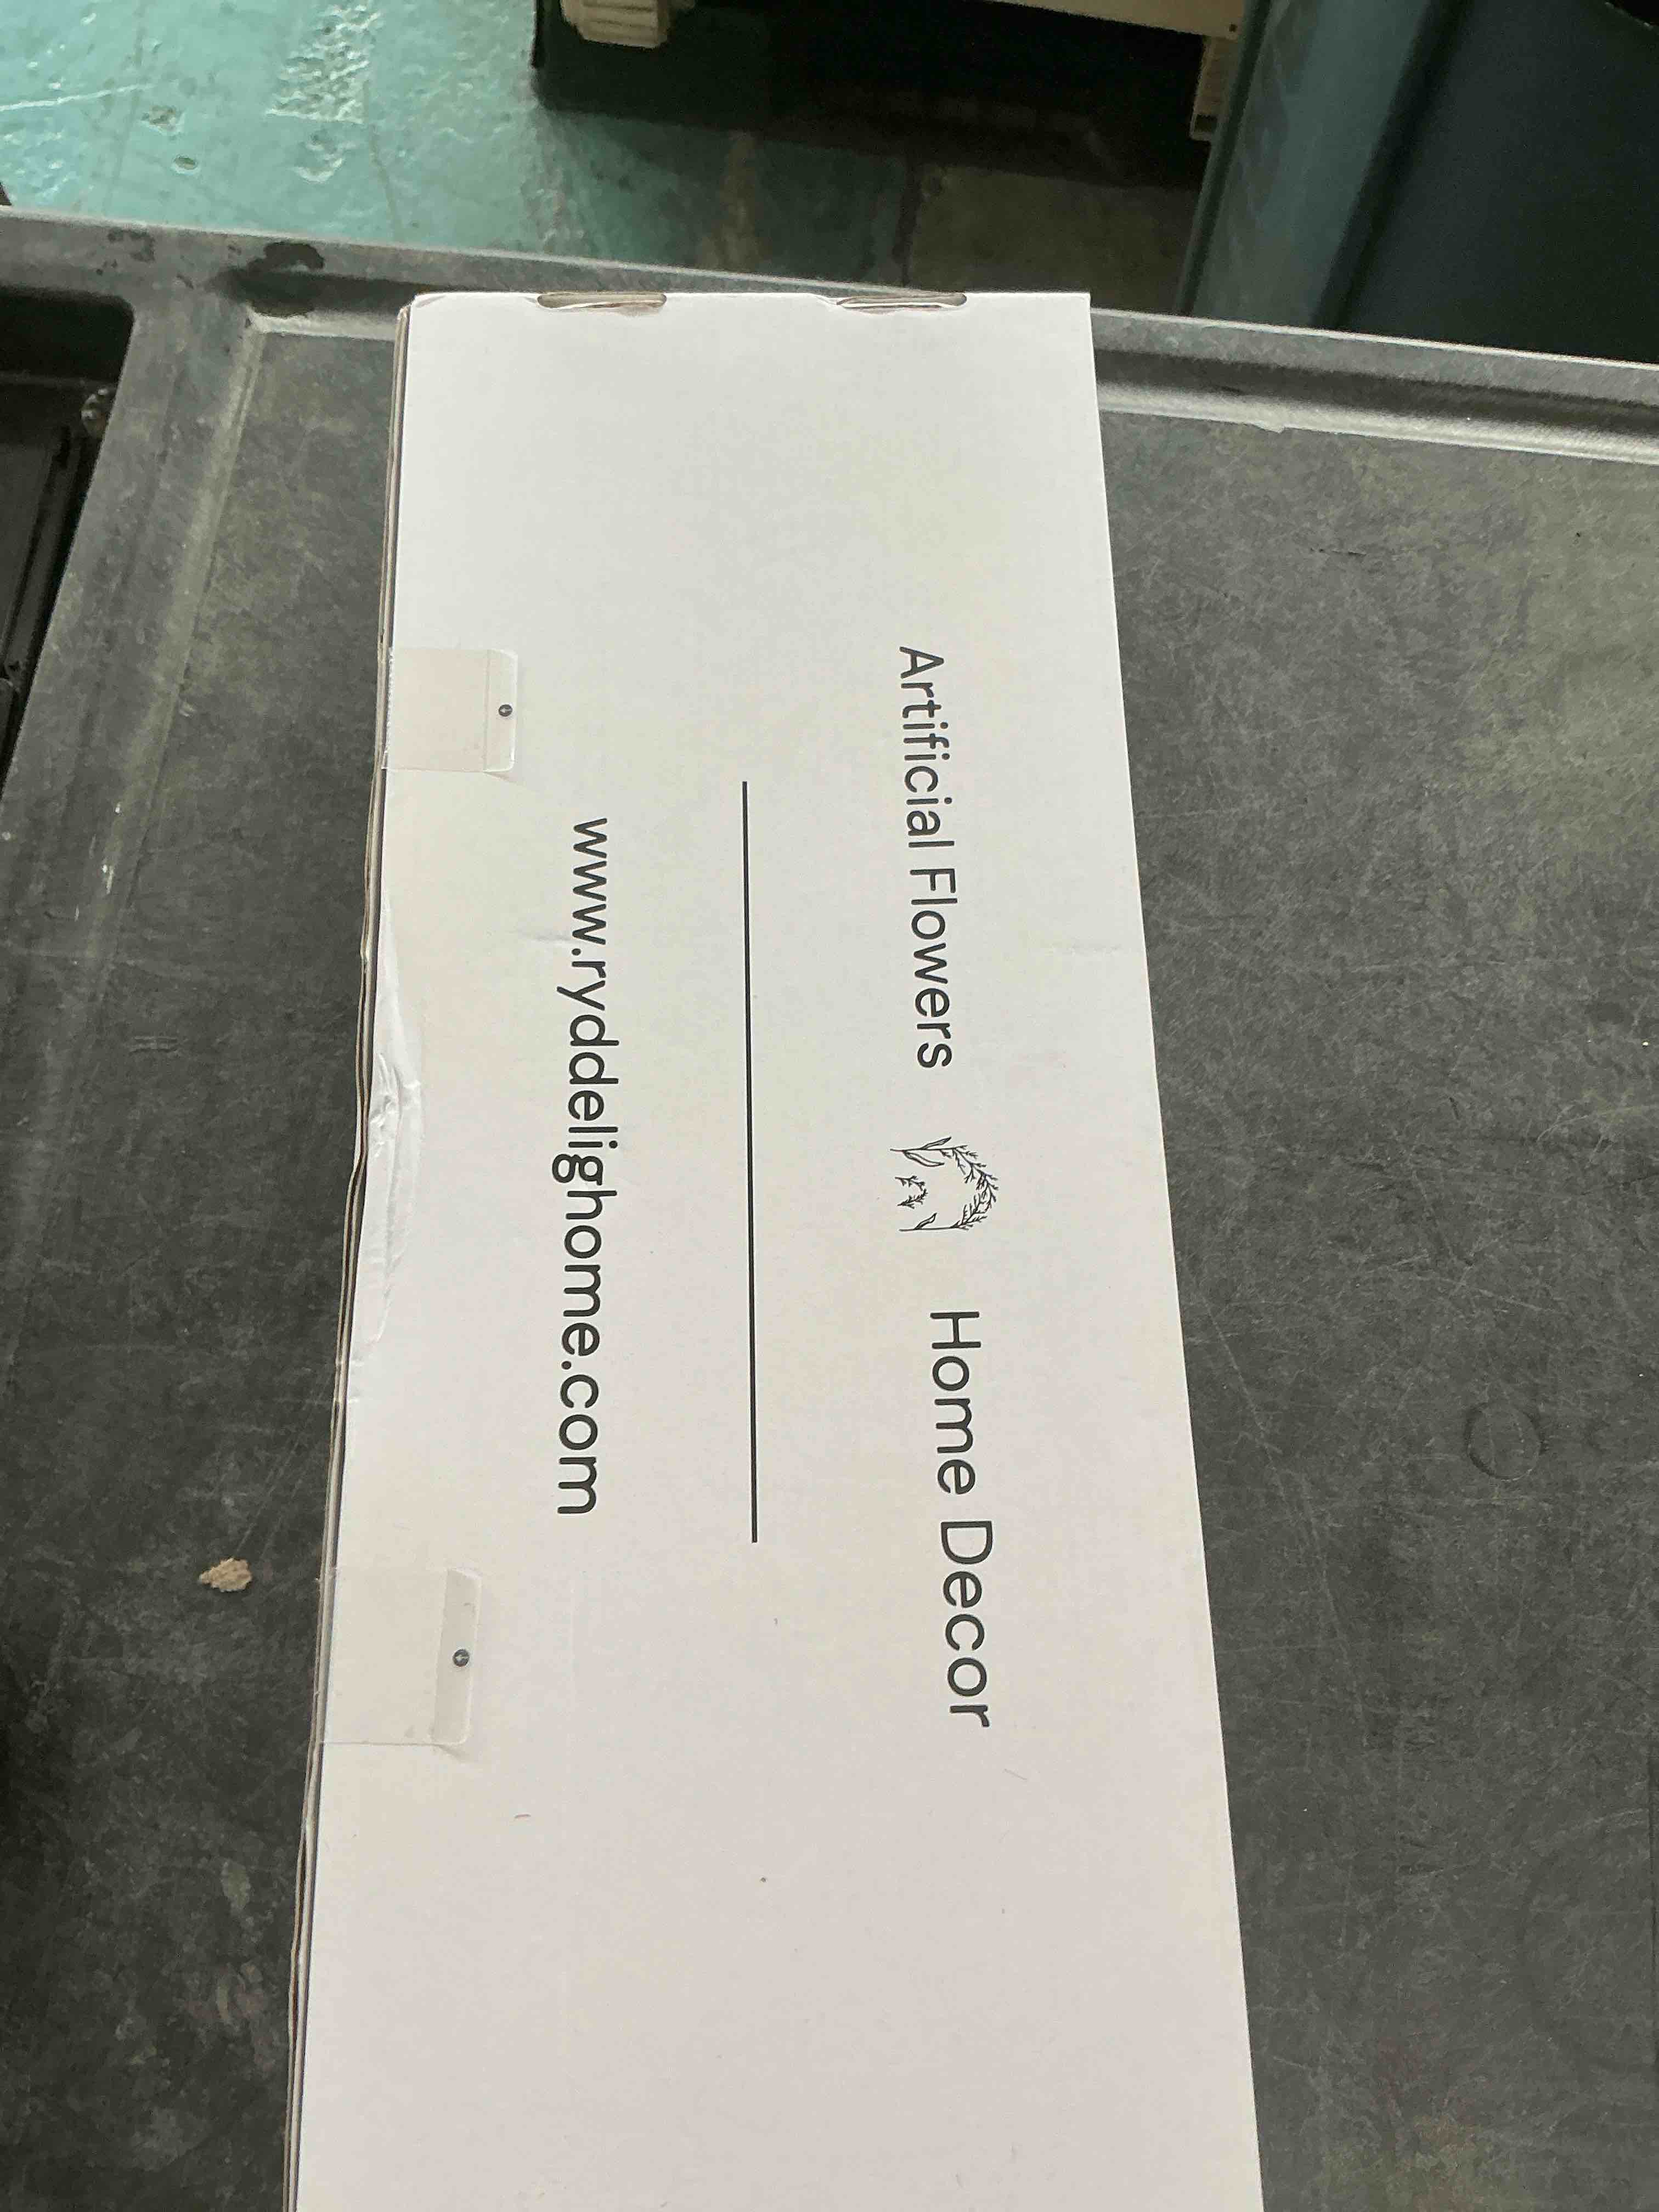 Artificial Flowers Home Decor
www.ryddelighome.com